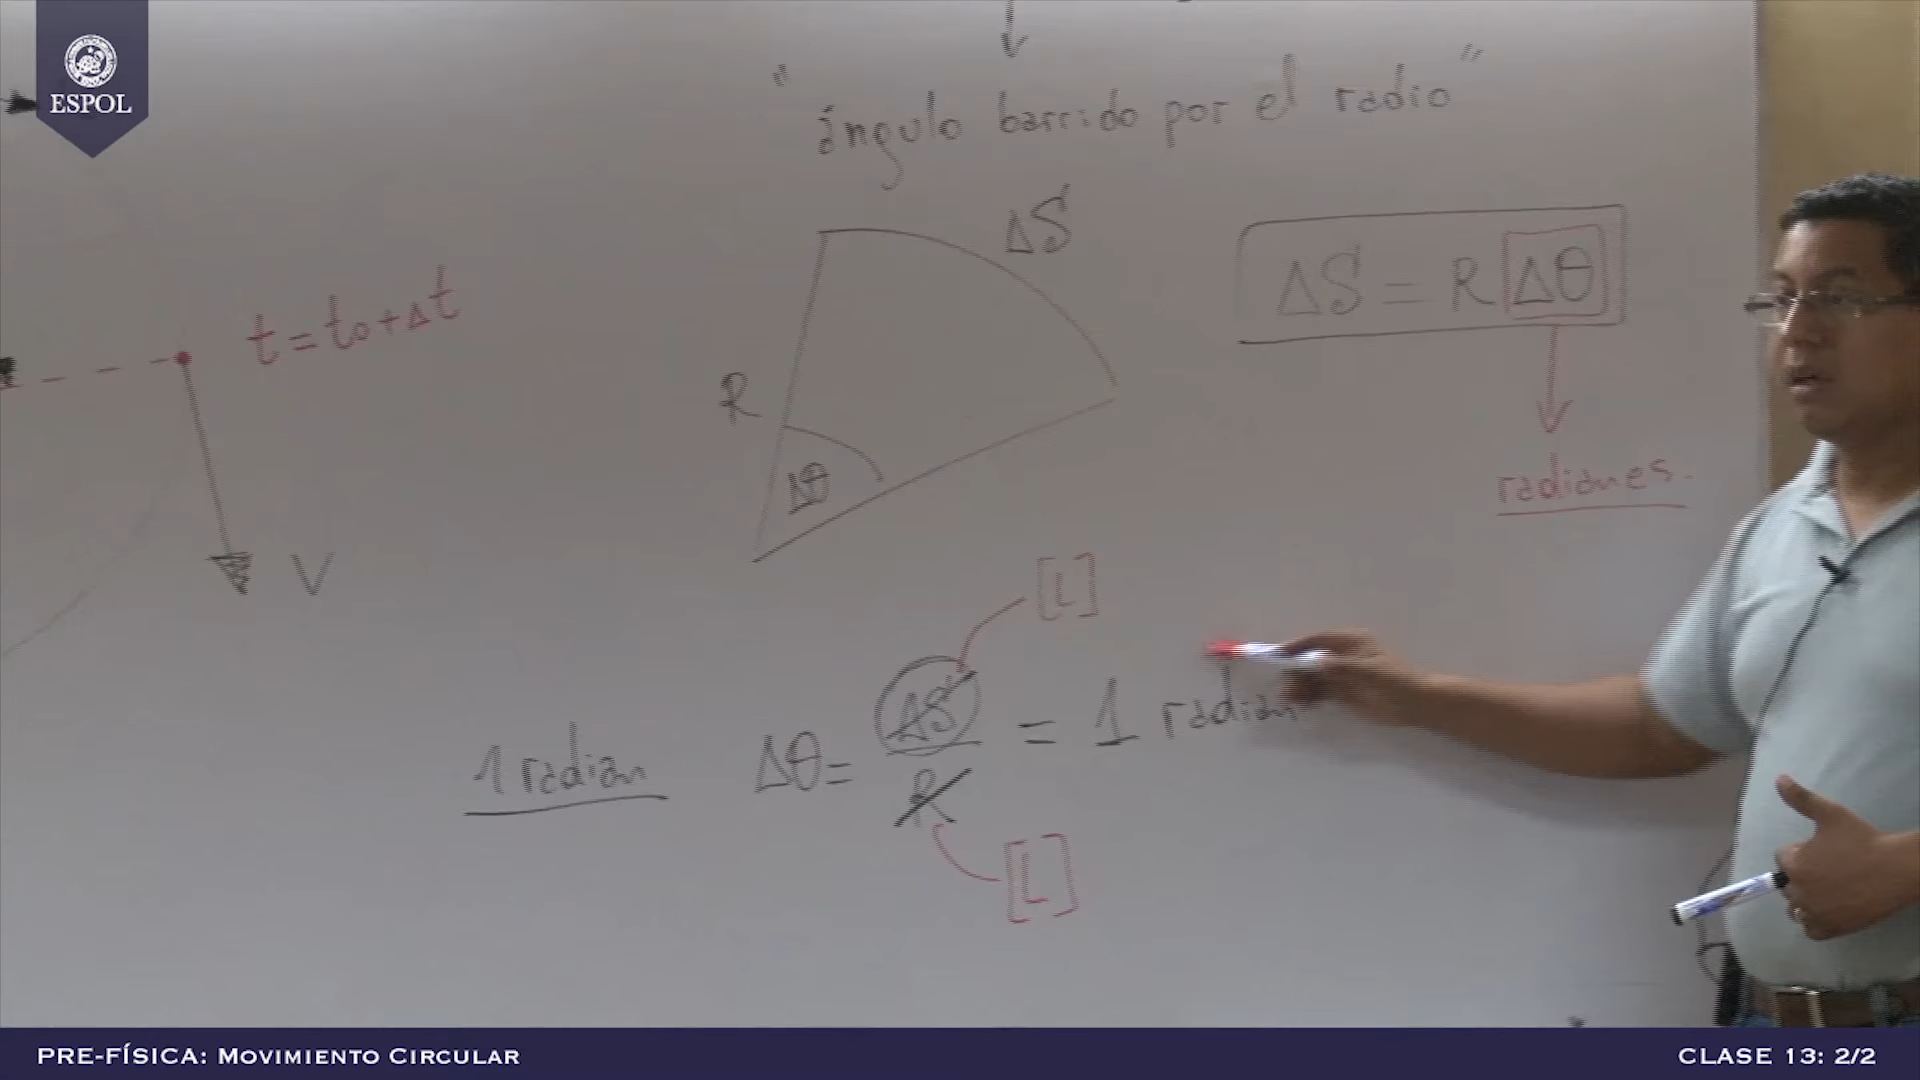 ESPOL
"ángulo barrido por el radio"
ΔS
ΔS = R Δθ
t = to + Δt
R
Δθ
radianes.
V
[L]
1 radian Δθ = ΔS/R = 1 radian
[L]
PRE-FÍSICA: MOVIMIENTO CIRCULAR
CLASE 13: 2/2